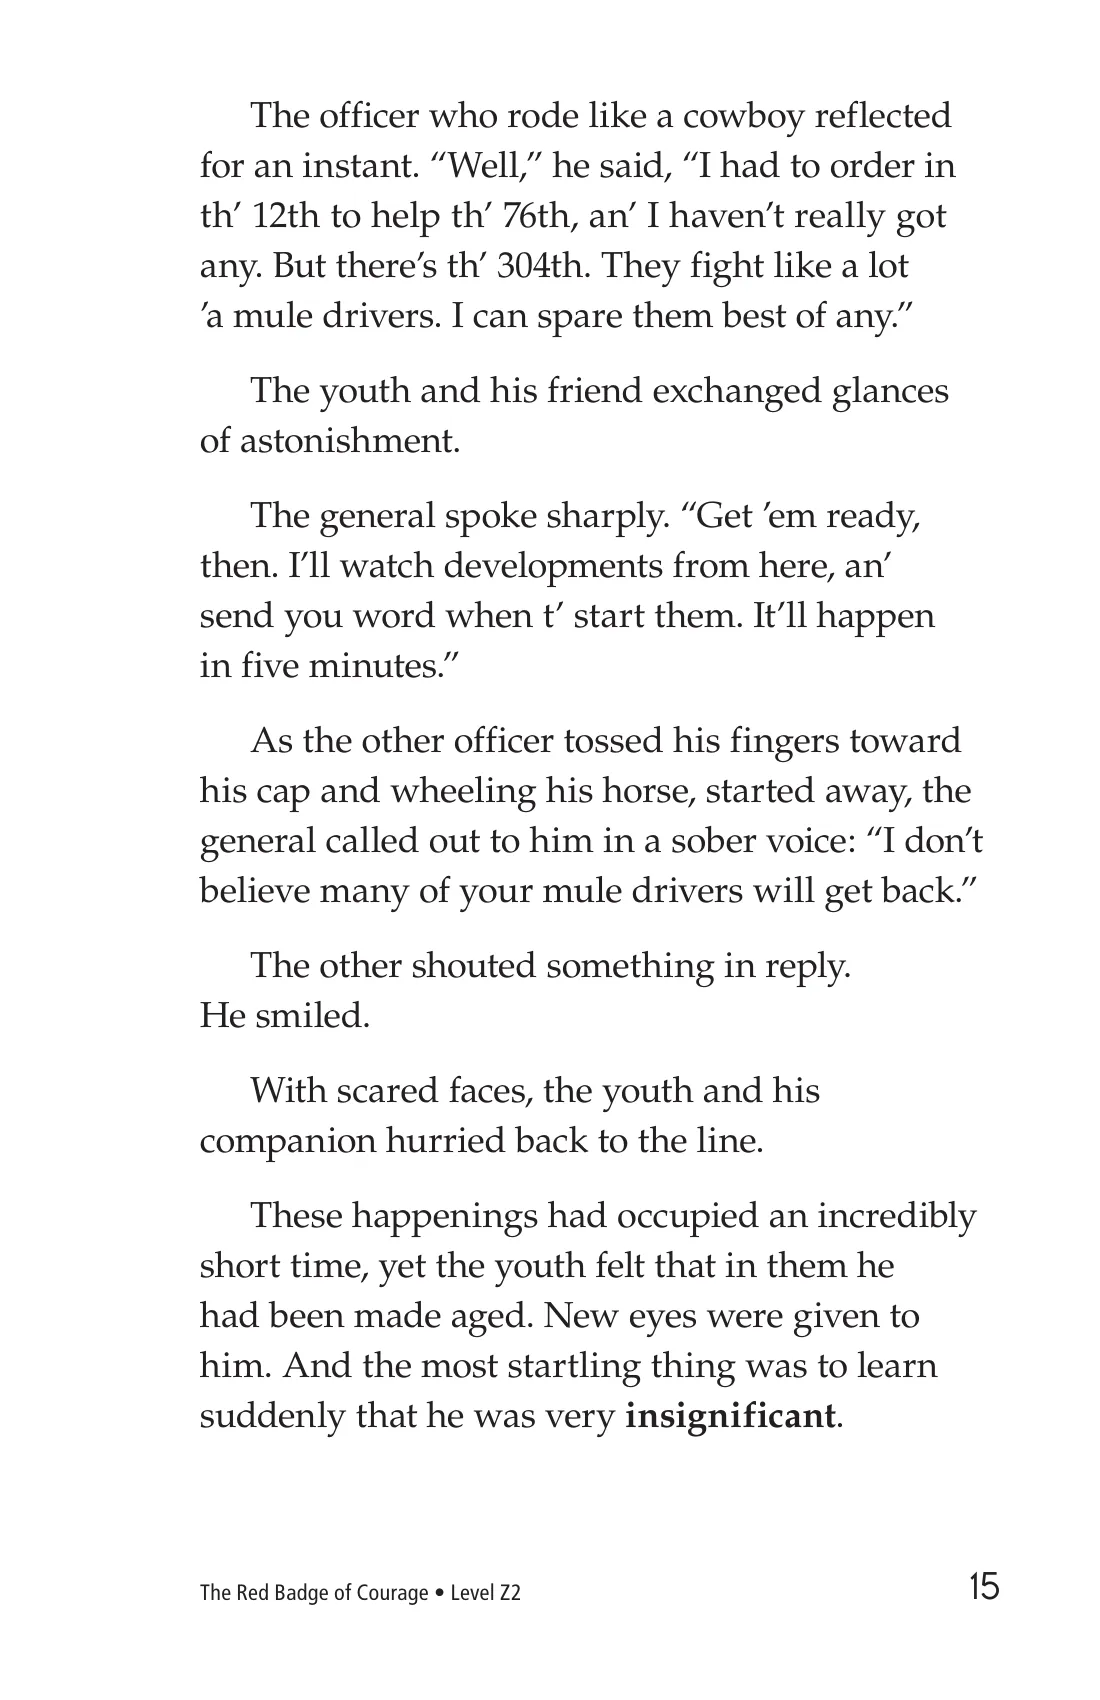 The officer who rode like a cowboy reflected
for an instant. “Well,” he said, “I had to order in
th’ 12th to help th’ 76th, an’ I haven’t really got
any. But there’s th’ 304th. They fight like a lot
’a mule drivers. I can spare them best of any.”
The youth and his friend exchanged glances
of astonishment.
The general spoke sharply. “Get ’em ready,
then. I’ll watch developments from here, an’
send you word when t’ start them. It’ll happen
in five minutes.”
As the other officer tossed his fingers toward
his cap and wheeling his horse, started away, the
general called out to him in a sober voice: “I don’t
believe many of your mule drivers will get back.”
The other shouted something in reply.
He smiled.
With scared faces, the youth and his
companion hurried back to the line.
These happenings had occupied an incredibly
short time, yet the youth felt that in them he
had been made aged. New eyes were given to
him. And the most startling thing was to learn
suddenly that he was very insignificant.
The Red Badge of Courage • Level Z2
15